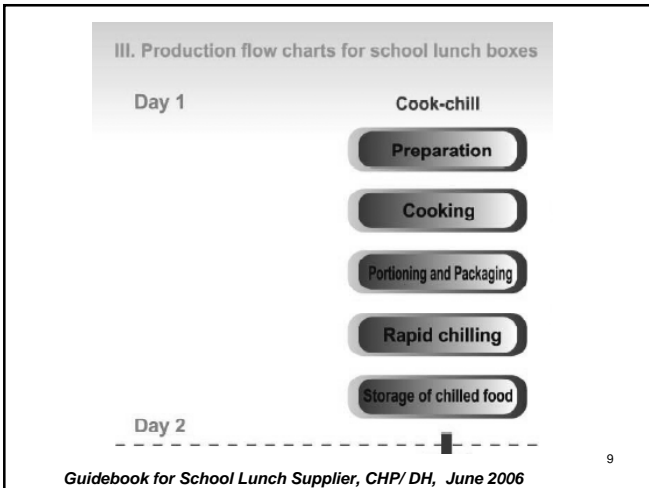 III. Production flow charts for school lunch boxes
Day 1
Cook-chill
Preparation
Cooking
Portioning and Packaging
Rapid chilling
Storage of chilled food
Day 2
9
Guidebook for School Lunch Supplier, CHP/ DH, June 2006